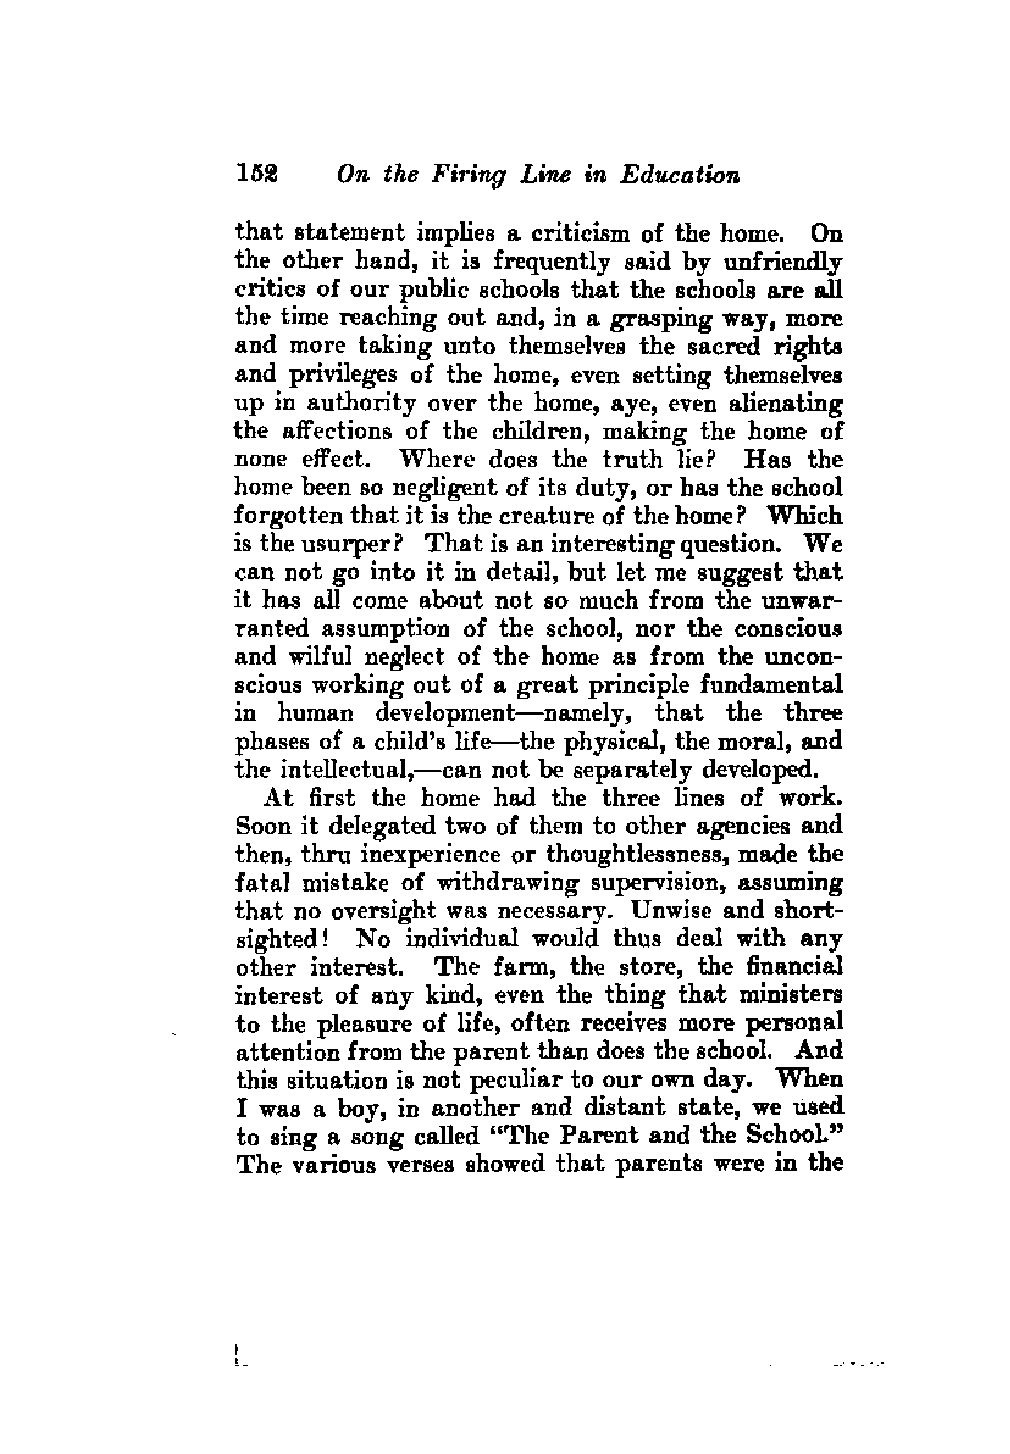 152 On the Firing Line in Education
that statement implies a criticism of the home. On
the other hand, it is frequently said by unfriendly
critics of our public schools that the schools are all
the time reaching out and, in a grasping way, more
and more taking unto themselves the sacred rights
and privileges of the home, even setting themselves
up in authority over the home, aye, even alienating
the affections of the children, making the home of
none effect. Where does the truth lie? Has the
home been so negligent of its duty, or has the school
forgotten that it is the creature of the home? Which
is the usurper? That is an interesting question. We
can not go into it in detail, but let me suggest that
it has all come about not so much from the unwar-
ranted assumption of the school, nor the conscious
and wilful neglect of the home as from the uncon-
scious working out of a great principle fundamental
in human development—namely, that the three
phases of a child's life—the physical, the moral, and
the intellectual,—can not be separately developed.
At first the home had the three lines of work.
Soon it delegated two of them to other agencies and
then, thru inexperience or thoughtlessness, made the
fatal mistake of withdrawing supervision, assuming
that no oversight was necessary. Unwise and short-
sighted! No individual would thus deal with any
other interest. The farm, the store, the financial
interest of any kind, even the thing that ministers
to the pleasure of life, often receives more personal
attention from the parent than does the school. And
this situation is not peculiar to our own day. When
I was a boy, in another and distant state, we used
to sing a song called "The Parent and the School."
The various verses showed that parents were in the